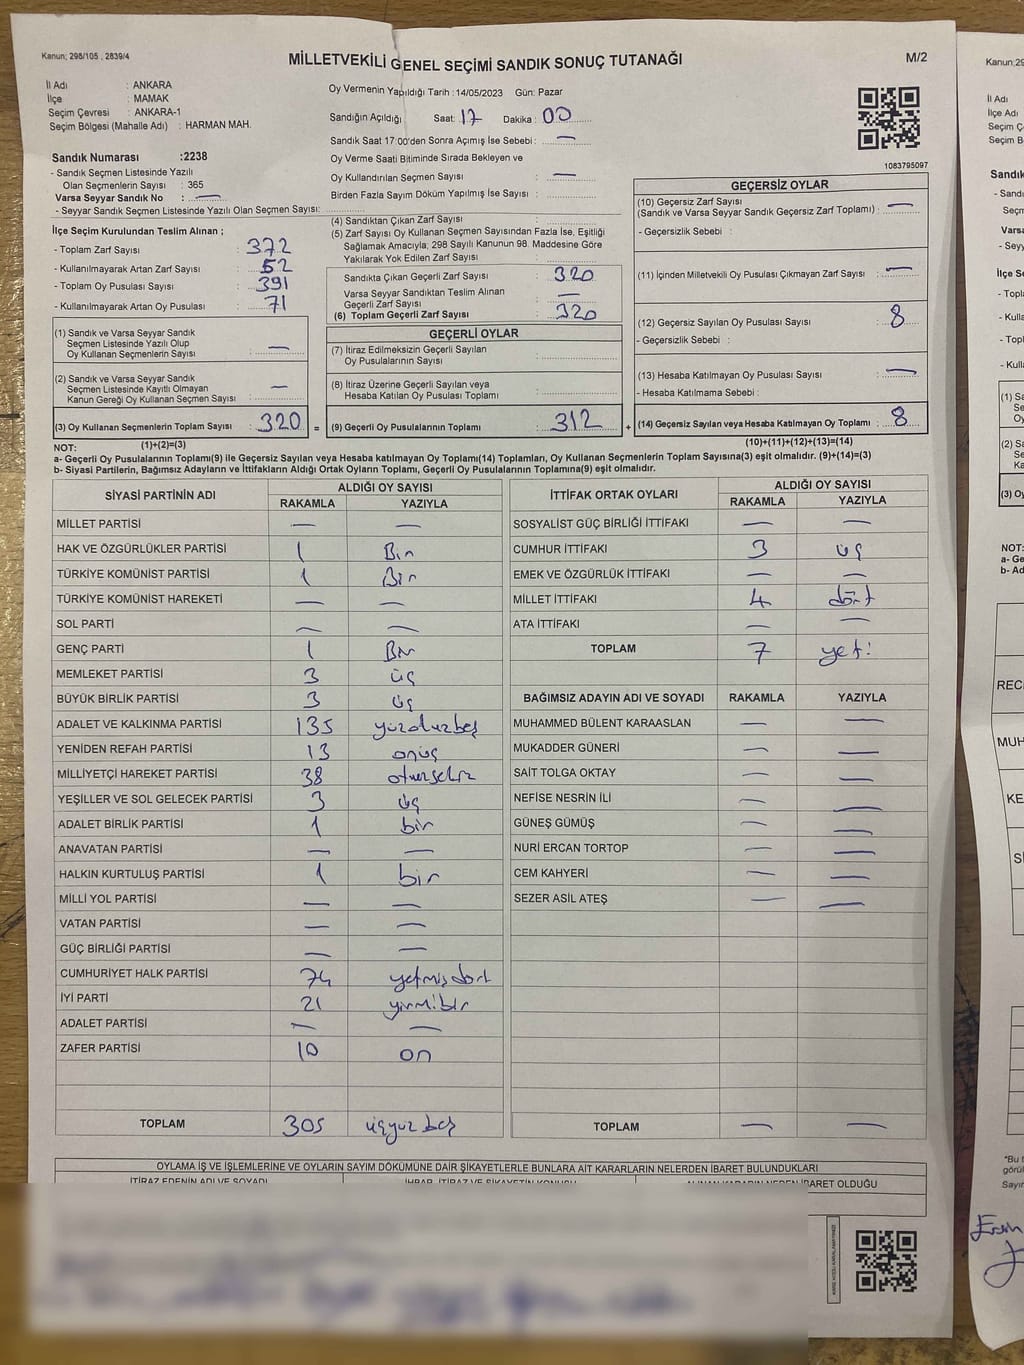 Kanun; 298/105 , 2839/4
MİLLETVEKİLİ GENEL SEÇİMİ SANDIK SONUÇ TUTANAĞI
M/2
İl Adı : ANKARA
İlçe : MAMAK
Seçim Çevresi : ANKARA-1
Seçim Bölgesi (Mahalle Adı) : HARMAN MAH.
Oy Vermenin Yapıldığı Tarih : 14/05/2023 Gün: Pazar
Sandığın Açıldığı Saat: 17 Dakika : 00
Sandık Saat 17:00'den Sonra Açımış İse Sebebi : —
Oy Verme Saati Bitiminde Sırada Bekleyen ve
Oy Kullandırılan Seçmen Sayısı : —
Birden Fazla Sayım Döküm Yapılmış İse Sayısı :
1083795097
Sandık Numarası :2238
- Sandık Seçmen Listesinde Yazılı
Olan Seçmenlerin Sayısı : 365
Varsa Seyyar Sandık No : —
- Seyyar Sandık Seçmen Listesinde Yazılı Olan Seçmen Sayısı:
İlçe Seçim Kurulundan Teslim Alınan ;
- Toplam Zarf Sayısı : 372
- Kullanılmayarak Artan Zarf Sayısı : 52
- Toplam Oy Pusulası Sayısı : 391
- Kullanılmayarak Artan Oy Pusulası : 71
(1) Sandık ve Varsa Seyyar Sandık
Seçmen Listesinde Yazılı Olup
Oy Kullanan Seçmenlerin Sayısı : —
(2) Sandık ve Varsa Seyyar Sandık
Seçmen Listesinde Kayıtlı Olmayan
Kanun Gereği Oy Kullanan Seçmen Sayısı : —
(3) Oy Kullanan Seçmenlerin Toplam Sayısı : 320 =
(1)+(2)=(3)
(4) Sandıktan Çıkan Zarf Sayısı :
(5) Zarf Sayısı Oy Kullanan Seçmen Sayısından Fazla İse, Eşitliği
Sağlamak Amacıyla; 298 Sayılı Kanunun 98. Maddesine Göre
Yakılarak Yok Edilen Zarf Sayısı :
Sandıkta Çıkan Geçerli Zarf Sayısı : 320
Varsa Seyyar Sandıktan Teslim Alınan
Geçerli Zarf Sayısı : —
(6) Toplam Geçerli Zarf Sayısı : 320
GEÇERLİ OYLAR
(7) İtiraz Edilmeksizin Geçerli Sayılan
Oy Pusulalarının Sayısı :
(8) İtiraz Üzerine Geçerli Sayılan veya
Hesaba Katılan Oy Pusulası Toplamı :
(9) Geçerli Oy Pusulalarının Toplamı : 312 +
GEÇERSİZ OYLAR
(10) Geçersiz Zarf Sayısı
(Sandık ve Varsa Seyyar Sandık Geçersiz Zarf Toplamı) : —
- Geçersizlik Sebebi :
(11) İçinden Milletvekili Oy Pusulası Çıkmayan Zarf Sayısı : —
(12) Geçersiz Sayılan Oy Pusulası Sayısı : 8
- Geçersizlik Sebebi :
(13) Hesaba Katılmayan Oy Pusulası Sayısı : —
- Hesaba Katılmama Sebebi :
(14) Geçersiz Sayılan veya Hesaba Katılmayan Oy Toplamı : 8
(10)+(11)+(12)+(13)=(14)
NOT:
a- Geçerli Oy Pusulalarının Toplamı(9) ile Geçersiz Sayılan veya Hesaba Katılmayan Oy Toplamı(14) Toplamları, Oy Kullanan Seçmenlerin Toplam Sayısına(3) eşit olmalıdır. (9)+(14)=(3)
b- Siyasi Partilerin, Bağımsız Adayların ve İttifakların Aldığı Ortak Oyların Toplamı, Geçerli Oy Pusulalarının Toplamına(9) eşit olmalıdır.
SİYASİ PARTİNİN ADI ALDIĞI OY SAYISI
RAKAMLA YAZIYLA
MİLLET PARTİSİ — —
HAK VE ÖZGÜRLÜKLER PARTİSİ 1 Bir
TÜRKİYE KOMÜNİST PARTİSİ 1 Bir
TÜRKİYE KOMÜNİST HAREKETİ — —
SOL PARTİ — —
GENÇ PARTİ 1 Bir
MEMLEKET PARTİSİ 3 üç
BÜYÜK BİRLİK PARTİSİ 3 üç
ADALET VE KALKINMA PARTİSİ 135 yüzotuzbeş
YENİDEN REFAH PARTİSİ 13 onüç
MİLLİYETÇİ HAREKET PARTİSİ 38 otuzsekiz
YEŞİLLER VE SOL GELECEK PARTİSİ 3 üç
ADALET BİRLİK PARTİSİ 1 bir
ANAVATAN PARTİSİ — —
HALKIN KURTULUŞ PARTİSİ 1 bir
MİLLİ YOL PARTİSİ — —
VATAN PARTİSİ — —
GÜÇ BİRLİĞİ PARTİSİ — —
CUMHURİYET HALK PARTİSİ 74 yetmişdört
İYİ PARTİ 21 yirmibir
ADALET PARTİSİ — —
ZAFER PARTİSİ 10 on
TOPLAM 305 üçyüzbeş
İTTİFAK ORTAK OYLARI ALDIĞI OY SAYISI
RAKAMLA YAZIYLA
SOSYALİST GÜÇ BİRLİĞİ İTTİFAKI — —
CUMHUR İTTİFAKI 3 üç
EMEK VE ÖZGÜRLÜK İTTİFAKI — —
MİLLET İTTİFAKI 4 dört
ATA İTTİFAKI — —
TOPLAM 7 yedi
BAĞIMSIZ ADAYIN ADI VE SOYADI RAKAMLA YAZIYLA
MUHAMMED BÜLENT KARAASLAN — —
MUKADDER GÜNERİ — —
SAİT TOLGA OKTAY — —
NEFİSE NESRİN İLİ — —
GÜNEŞ GÜMÜŞ — —
NURİ ERCAN TORTOP — —
CEM KAHYERİ — —
SEZER ASİL ATEŞ — —
TOPLAM — —
OYLAMA İŞ VE İŞLEMLERİNE VE OYLARIN SAYIM DÖKÜMÜNE DAİR ŞİKAYETLERLE BUNLARA AİT KARARLARIN NELERDEN İBARET BULUNDUKLARI
İTİRAZ EDENİN ADI VE SOYADI İHBAR, İTİRAZ VE ŞİKAYETİN KONUSU ALINAN KARARIN NEDEN İBARET OLDUĞU